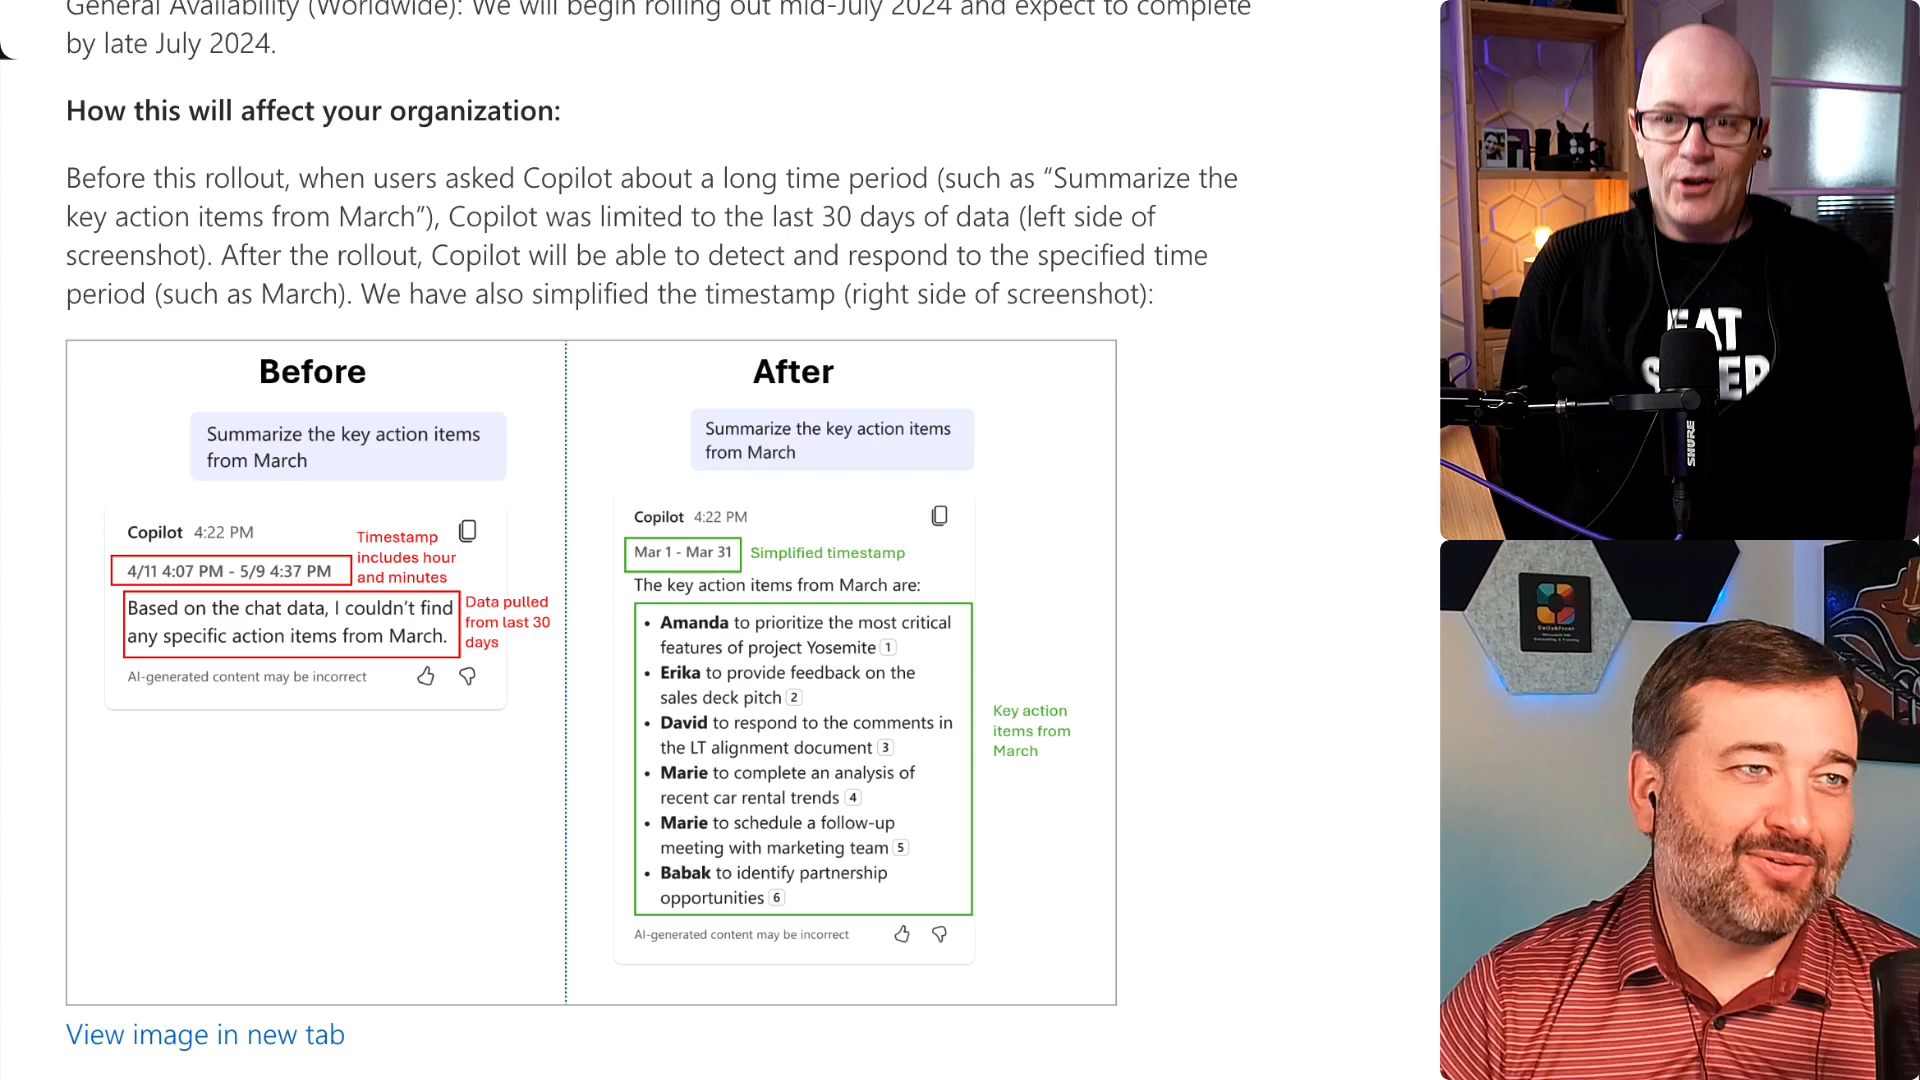 General Availability (Worldwide): We will begin rolling out mid-July 2024 and expect to complete
by late July 2024.
How this will affect your organization:
Before this rollout, when users asked Copilot about a long time period (such as “Summarize the
key action items from March”), Copilot was limited to the last 30 days of data (left side of
screenshot). After the rollout, Copilot will be able to detect and respond to the specified time
period (such as March). We have also simplified the timestamp (right side of screenshot):
Before
Summarize the key action items
from March
Copilot 4:22 PM
Timestamp
includes hour
and minutes
4/11 4:07 PM - 5/9 4:37 PM
Based on the chat data, I couldn't find
any specific action items from March.
Data pulled
from last 30
days
AI-generated content may be incorrect
After
Summarize the key action items
from March
Copilot 4:22 PM
Mar 1 - Mar 31
Simplified timestamp
The key action items from March are:
• Amanda to prioritize the most critical
features of project Yosemite 1
• Erika to provide feedback on the
sales deck pitch 2
• David to respond to the comments in
the LT alignment document 3
• Marie to complete an analysis of
recent car rental trends 4
• Marie to schedule a follow-up
meeting with marketing team 5
• Babak to identify partnership
opportunities 6
Key action
items from
March
AI-generated content may be incorrect
View image in new tab
SHURE